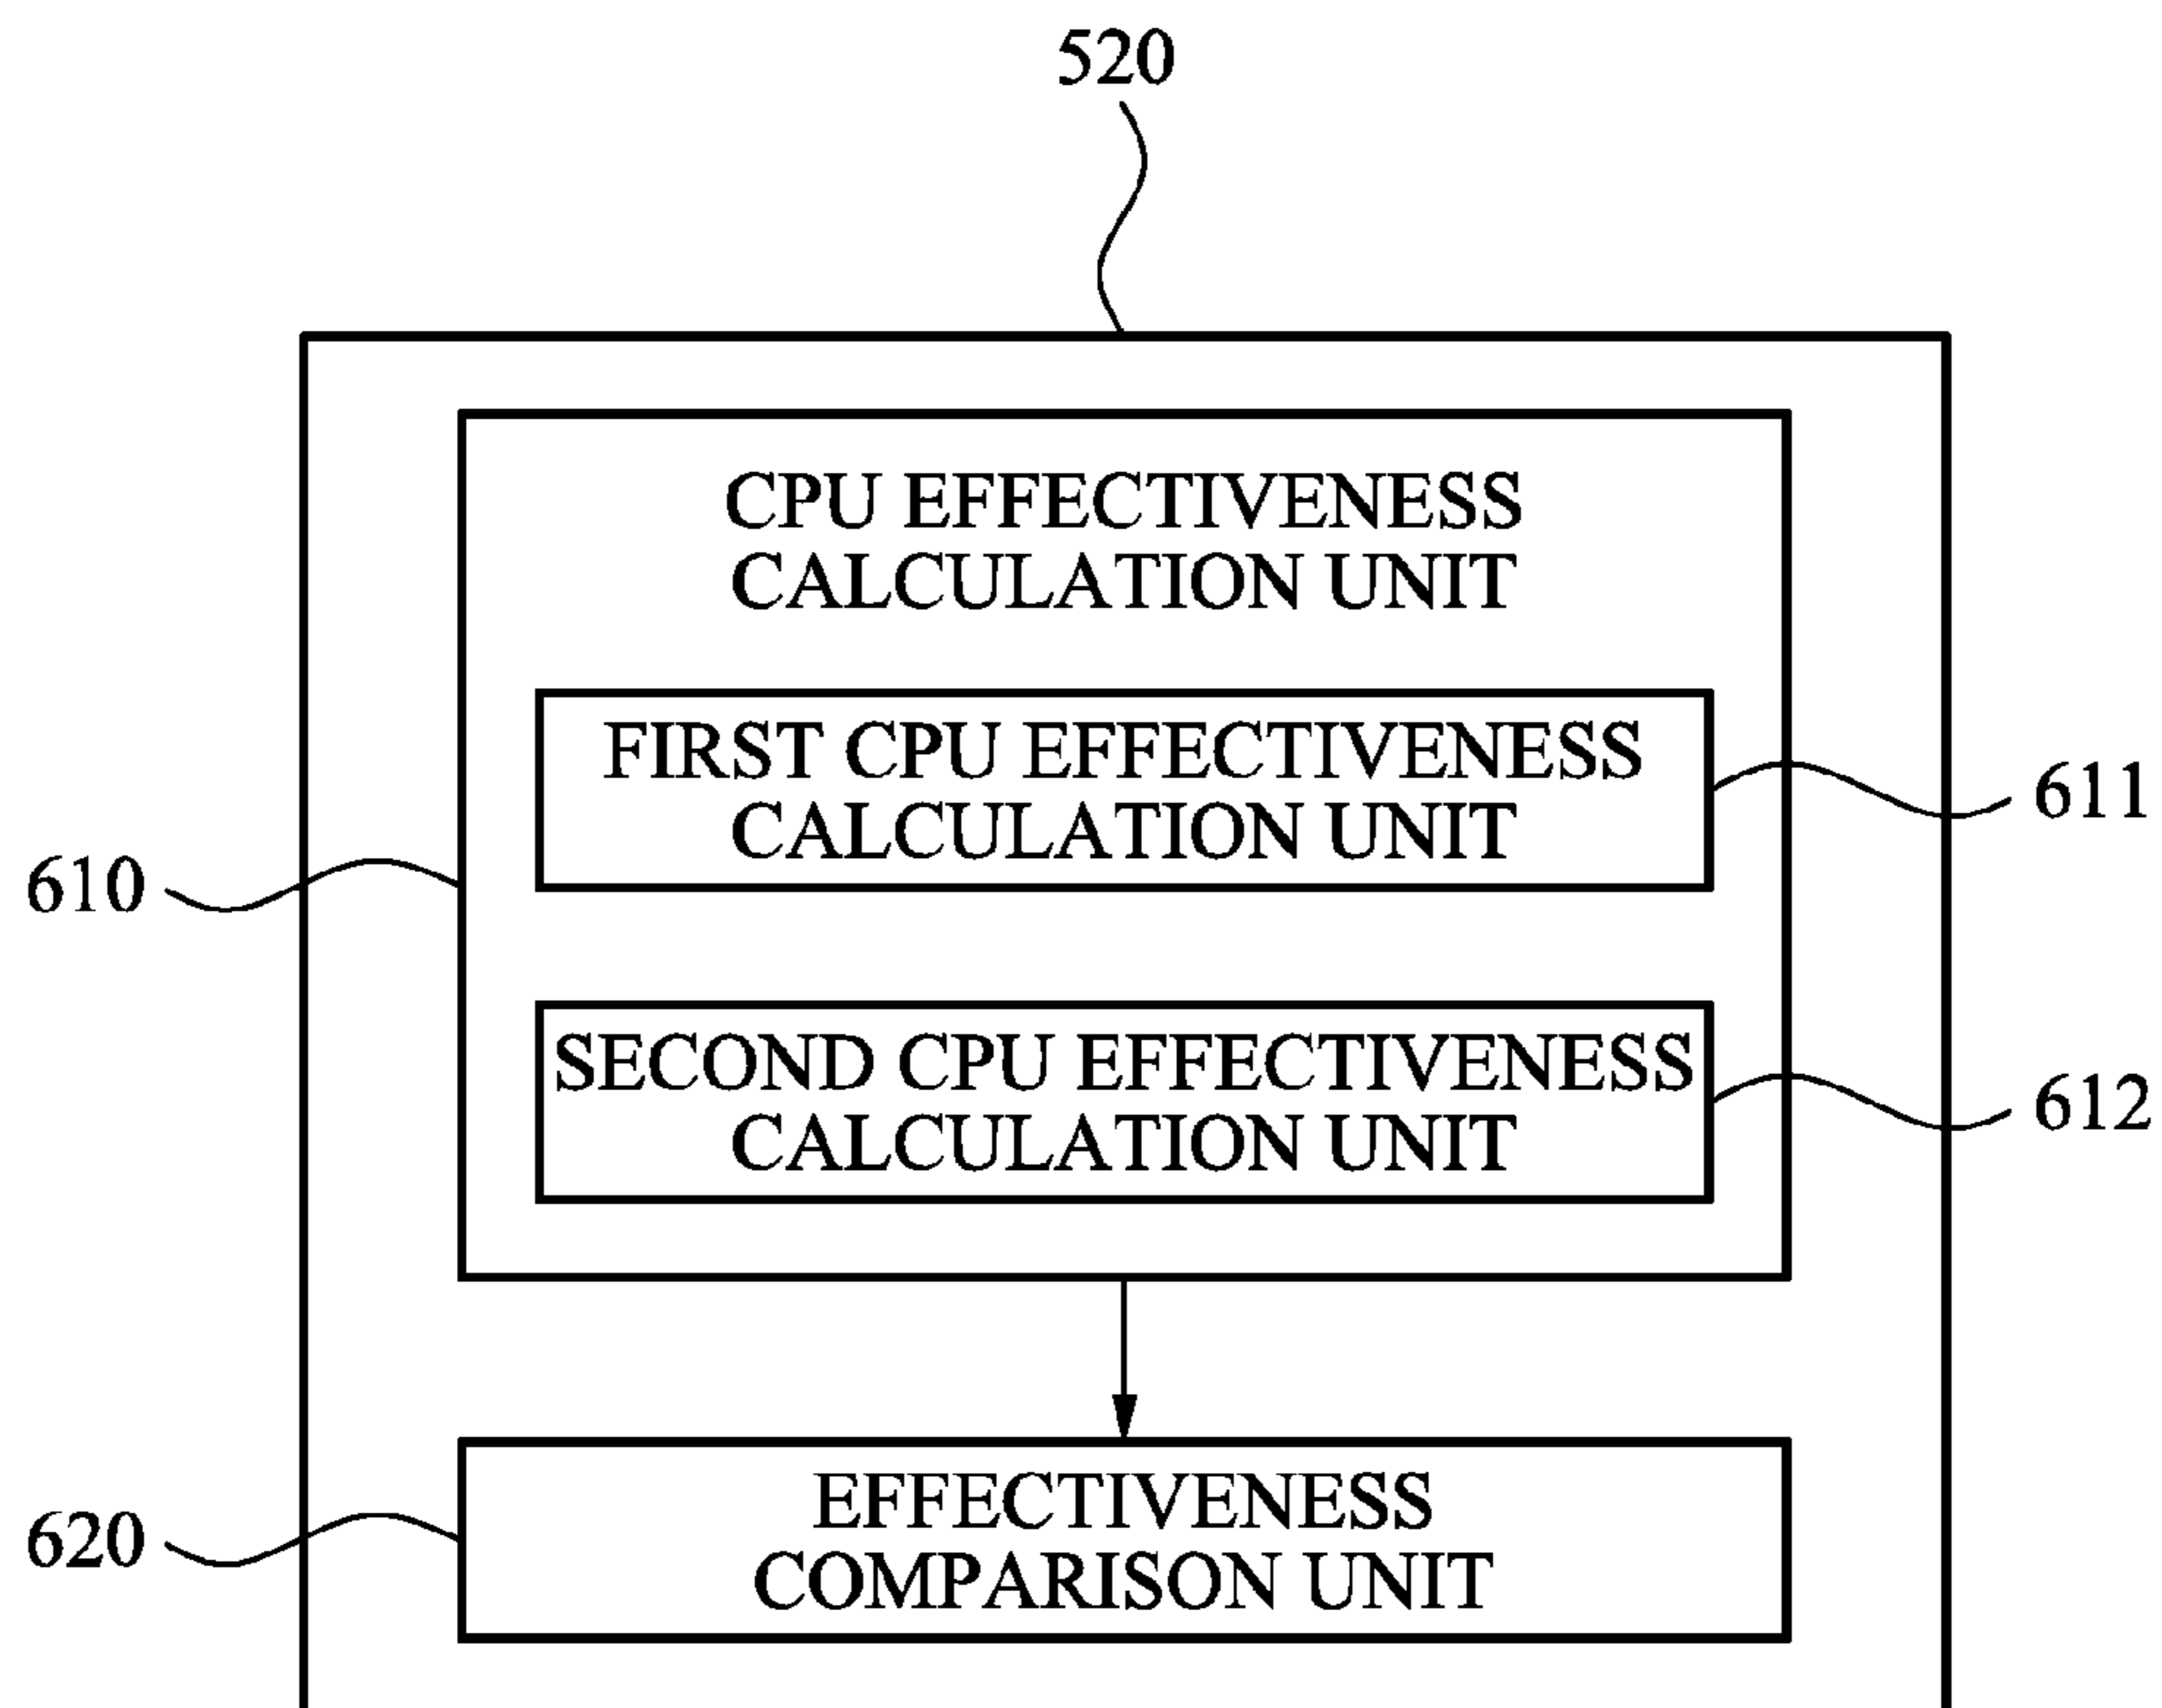 520
CPU EFFECTIVENESS
CALCULATION UNIT
FIRST CPU EFFECTIVENESS
CALCULATION UNIT
611
610
SECOND CPU EFFECTIVENESS
CALCULATION UNIT
612
EFFECTIVENESS
COMPARISON UNIT
620